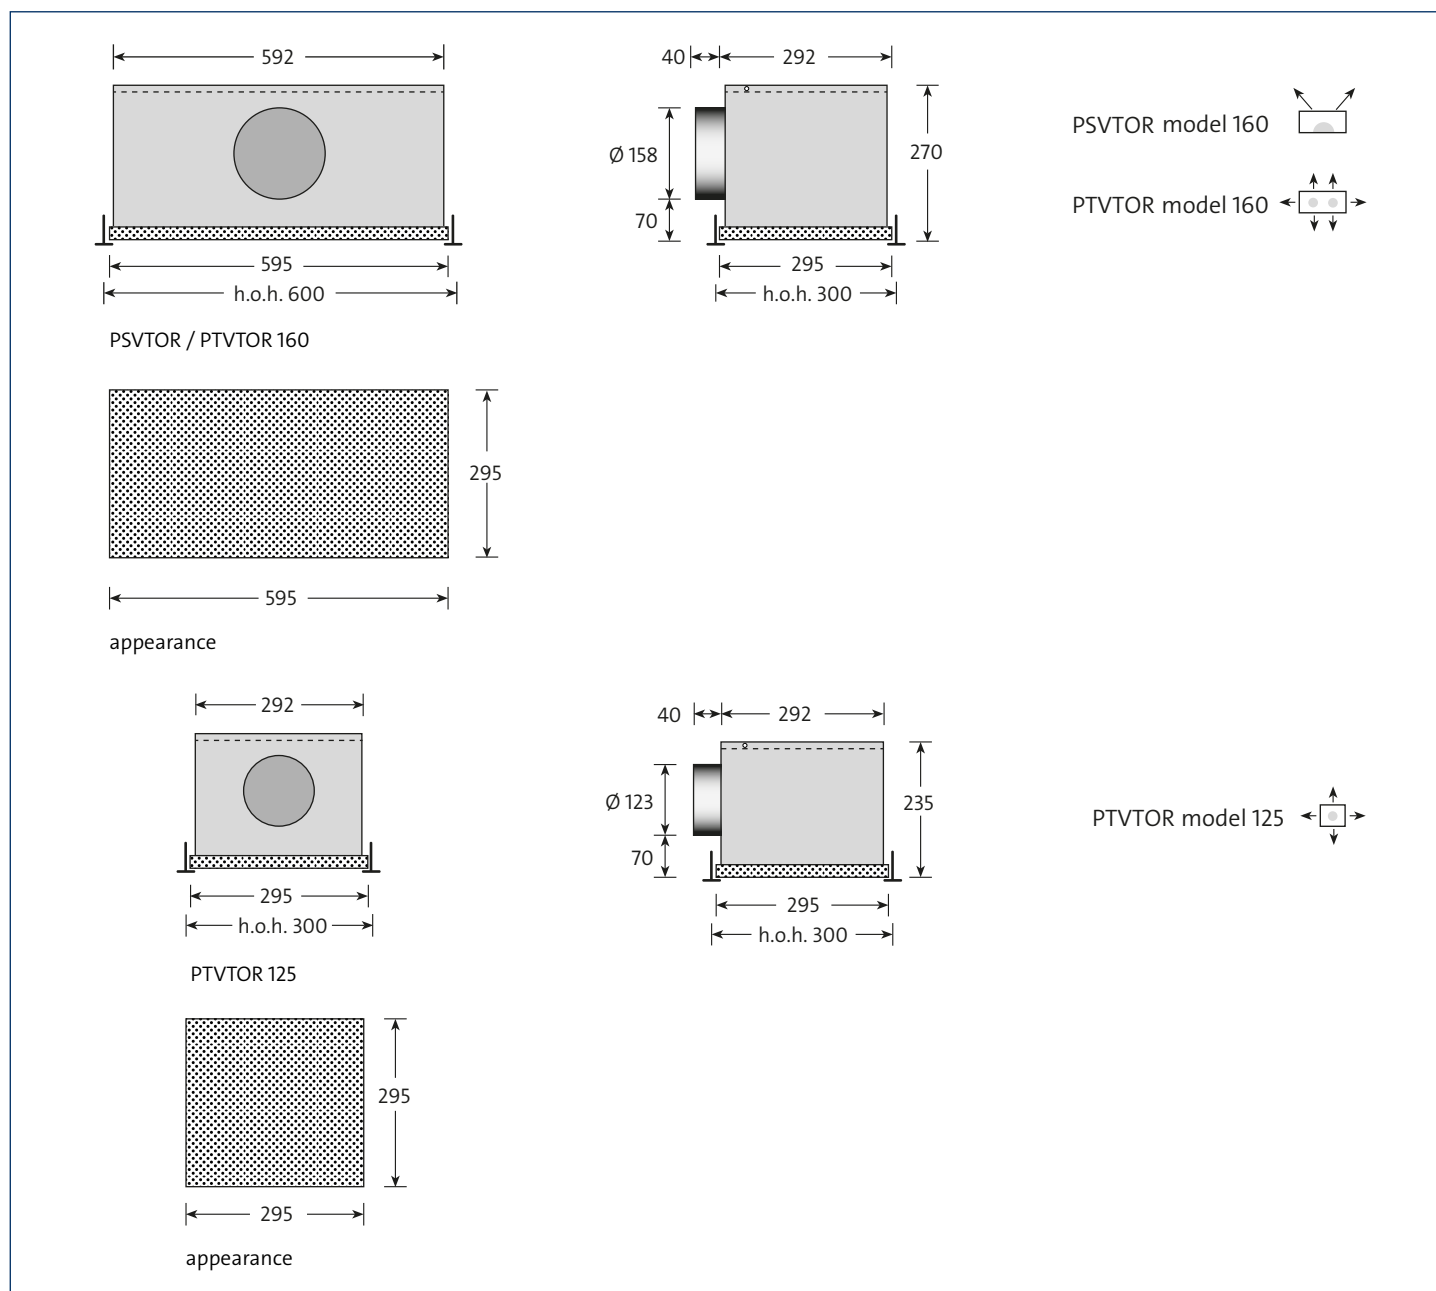 592
40 292
PSVTOR model 160
Ø 158
270
PTVTOR model 160
70
595
295
h.o.h. 600
h.o.h. 300
PSVTOR / PTVTOR 160
295
595
appearance
292
40 292
Ø 123
235
PTVTOR model 125
70
295
295
h.o.h. 300
h.o.h. 300
PTVTOR 125
295
295
appearance